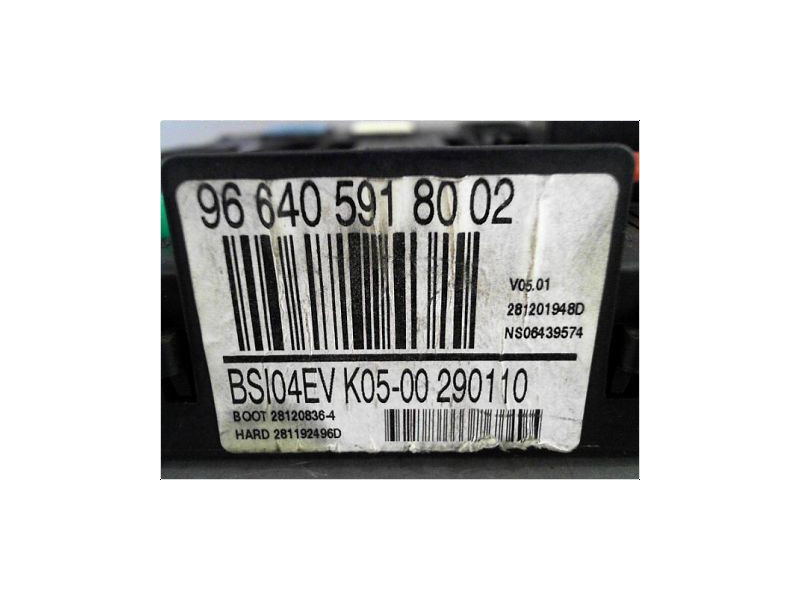 96 640 591 80 02
V05.01
281201948D
NS06439574
BSI04EV K05-00 290110
BOOT 28120836-4
HARD 281192496D